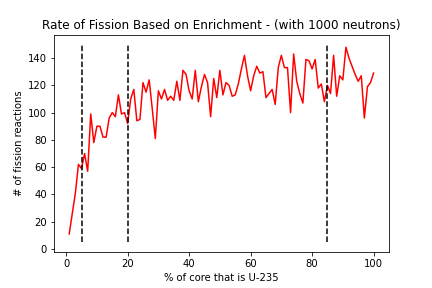 Rate of Fission Based on Enrichment - (with 1000 neutrons)
# of fission reactions
140
120
100
80
60
40
20
0
0 20 40 60 80 100
% of core that is U-235